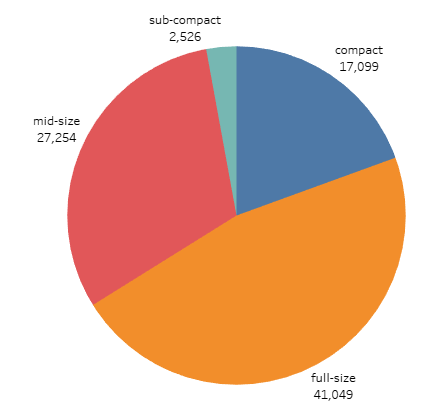 sub-compact
2,526
compact
17,099
mid-size
27,254
full-size
41,049